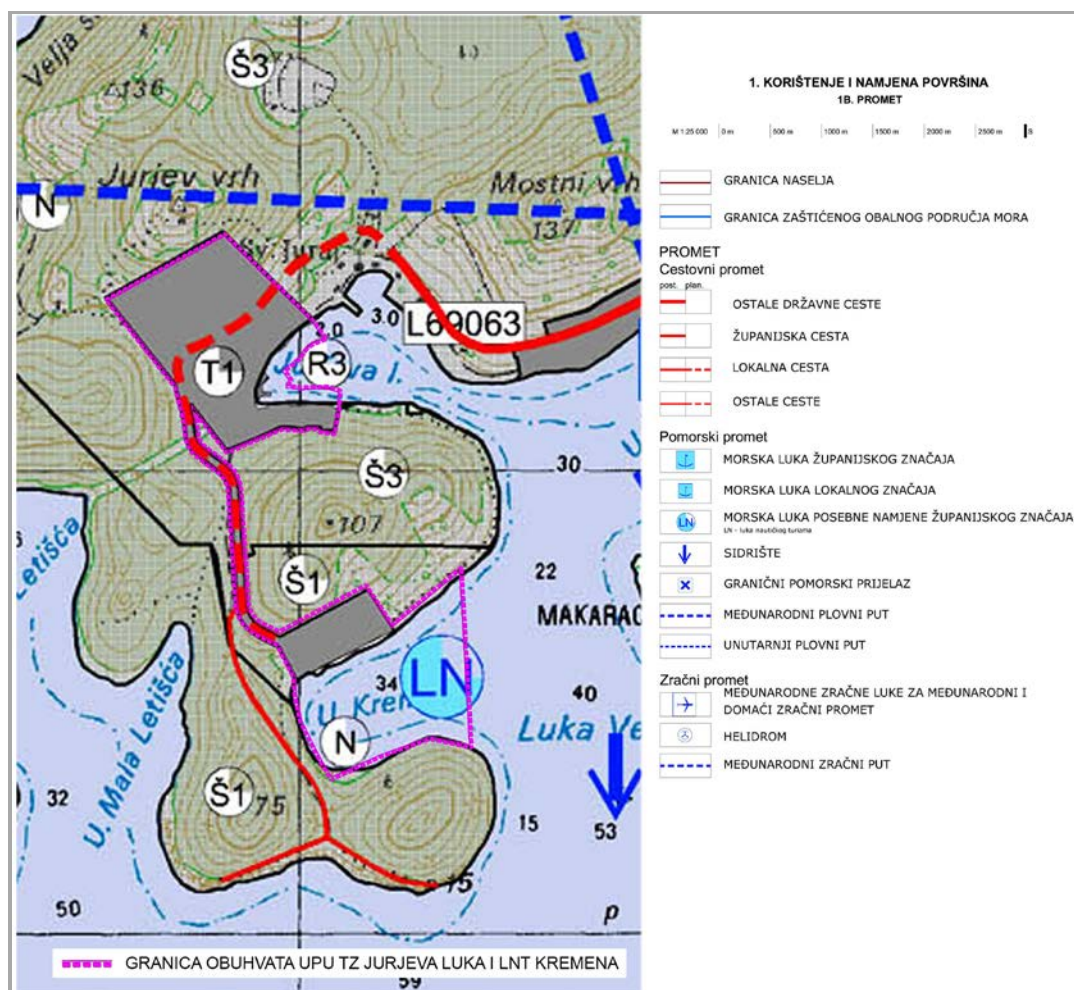 Velja s
136
Š3
Jurjev vrh
Mostni vrh
N
137
Sv. Juraj
3.0
L69063
2.0
T1
R3
Š3
30
107
Š1
22
MAKARAC
34
LN
40
U. Krem
Luka Ve
N
U. Mala Letišća
Letišća
Š1
75
32
15
53
75
50
p
59
GRANICA OBUHVATA UPU TZ JURJEVA LUKA I LNT KREMENA
1. KORIŠTENJE I NAMJENA POVRŠINA
1B. PROMET
M 1:25 000 0 m 500 m 1000 m 1500 m 2000 m 2500 m S
GRANICA NASELJA
GRANICA ZAŠTIĆENOG OBALNOG PODRUČJA MORA
PROMET
Cestovni promet
post. plan.
OSTALE DRŽAVNE CESTE
ŽUPANIJSKA CESTA
LOKALNA CESTA
OSTALE CESTE
Pomorski promet
MORSKA LUKA ŽUPANIJSKOG ZNAČAJA
MORSKA LUKA LOKALNOG ZNAČAJA
LN MORSKA LUKA POSEBNE NAMJENE ŽUPANIJSKOG ZNAČAJA
LN - luka nautičkog turizma
SIDRIŠTE
GRANIČNI POMORSKI PRIJELAZ
MEĐUNARODNI PLOVNI PUT
UNUTARNJI PLOVNI PUT
Zračni promet
MEĐUNARODNE ZRAČNE LUKE ZA MEĐUNARODNI I
DOMAĆI ZRAČNI PROMET
HELIDROM
MEĐUNARODNI ZRAČNI PUT